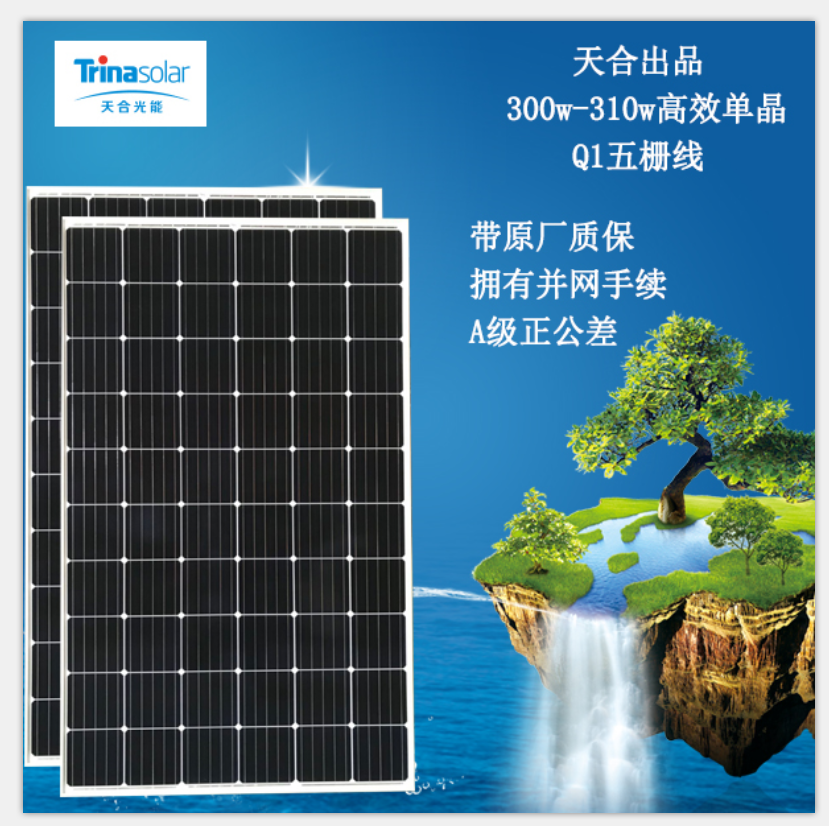 Trinasolar
天合光能
天合出品
300w-310w高效单晶
Q1五栅线
带原厂质保
拥有并网手续
A级正公差